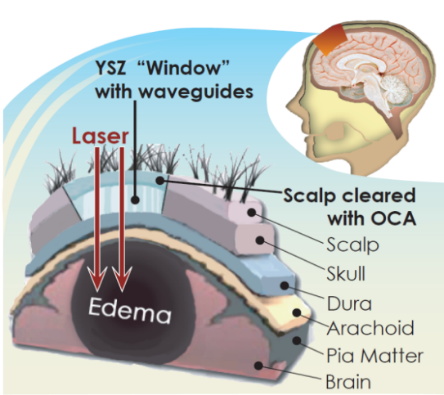 YSZ “Window”
with waveguides
Laser
Scalp cleared
with OCA
Scalp
Skull
Dura
Arachoid
Pia Matter
Brain
Edema